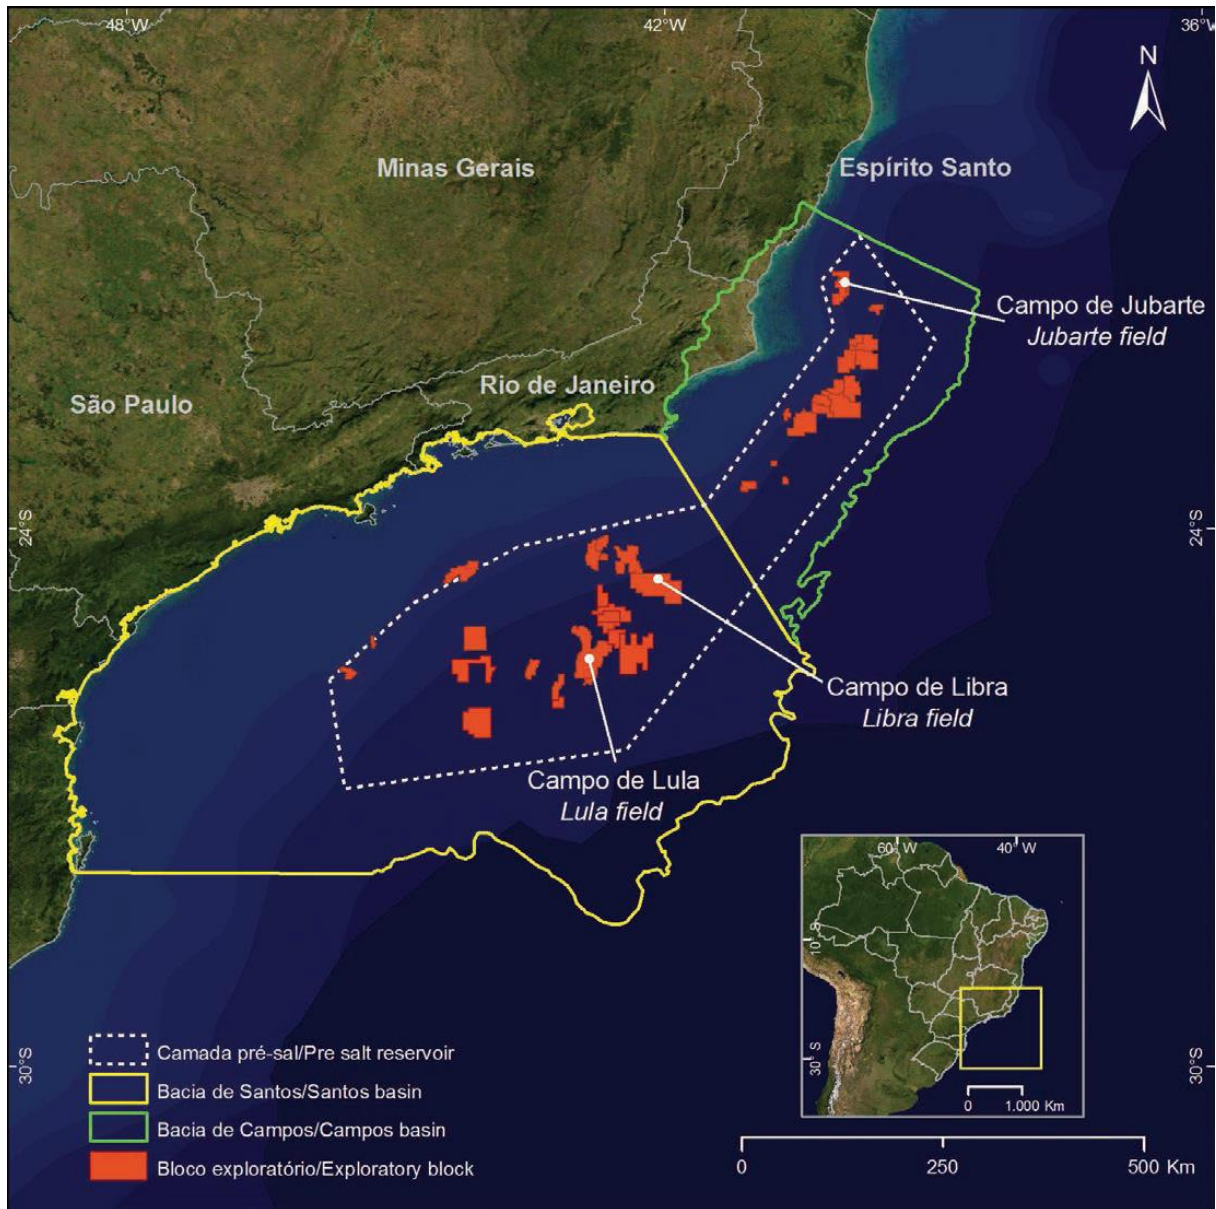 48°W
42°W
36°W
N
Minas Gerais
Espírito Santo
Campo de Jubarte
Jubarte field
Rio de Janeiro
São Paulo
24°S
24°S
Campo de Libra
Libra field
Campo de Lula
Lula field
60° W
40° W
10°S
30° S
0
1.000 Km
30°S
30°S
Camada pré-sal/Pre salt reservoir
Bacia de Santos/Santos basin
Bacia de Campos/Campos basin
Bloco exploratório/Exploratory block
0
250
500 Km